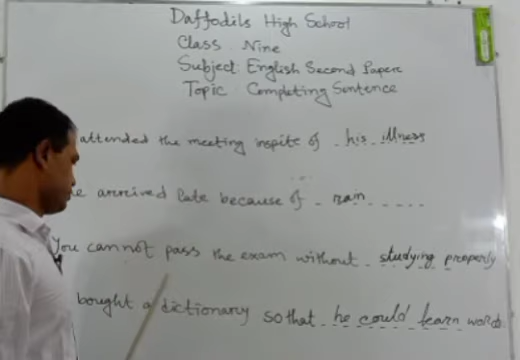 Daffodils High School
Class Nine
Subject English Second Paper
Topic Completing Sentence
attended the meeting inspite of his illness
arrived late because of rain
You cannot pass the exam without studying properly
bought a dictionary so that he could learn words.